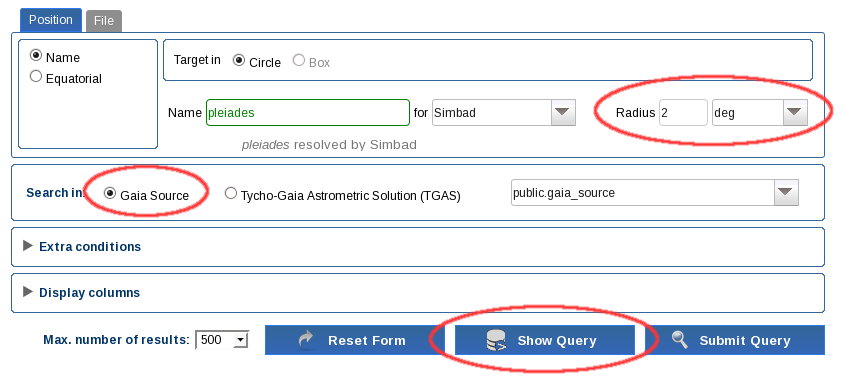 Position File
Name
Equatorial
Target in Circle Box
Name pleiades for Simbad Radius 2 deg
pleiades resolved by Simbad
Search in: Gaia Source Tycho-Gaia Astrometric Solution (TGAS) public.gaia_source
Extra conditions
Display columns
Max. number of results: 500 Reset Form Show Query Submit Query